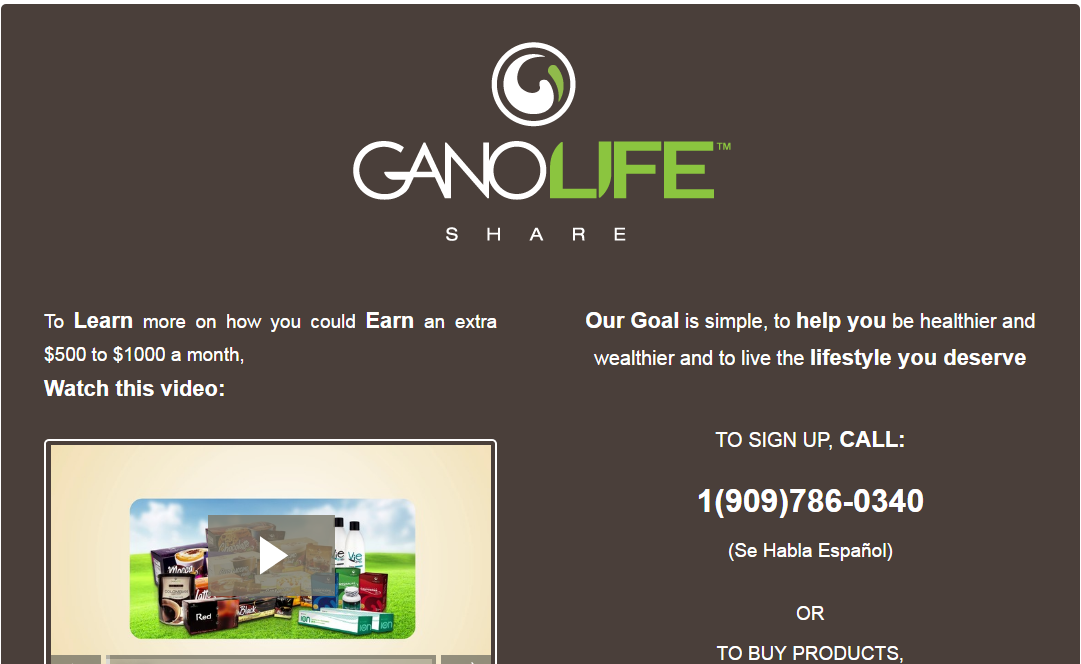 GANOLIFE™
SHARE
To Learn more on how you could Earn an extra
$500 to $1000 a month,
Watch this video:
Red
Black
Our Goal is simple, to help you be healthier and
wealthier and to live the lifestyle you deserve
TO SIGN UP, CALL:
1(909)786-0340
(Se Habla Español)
OR
TO BUY PRODUCTS,